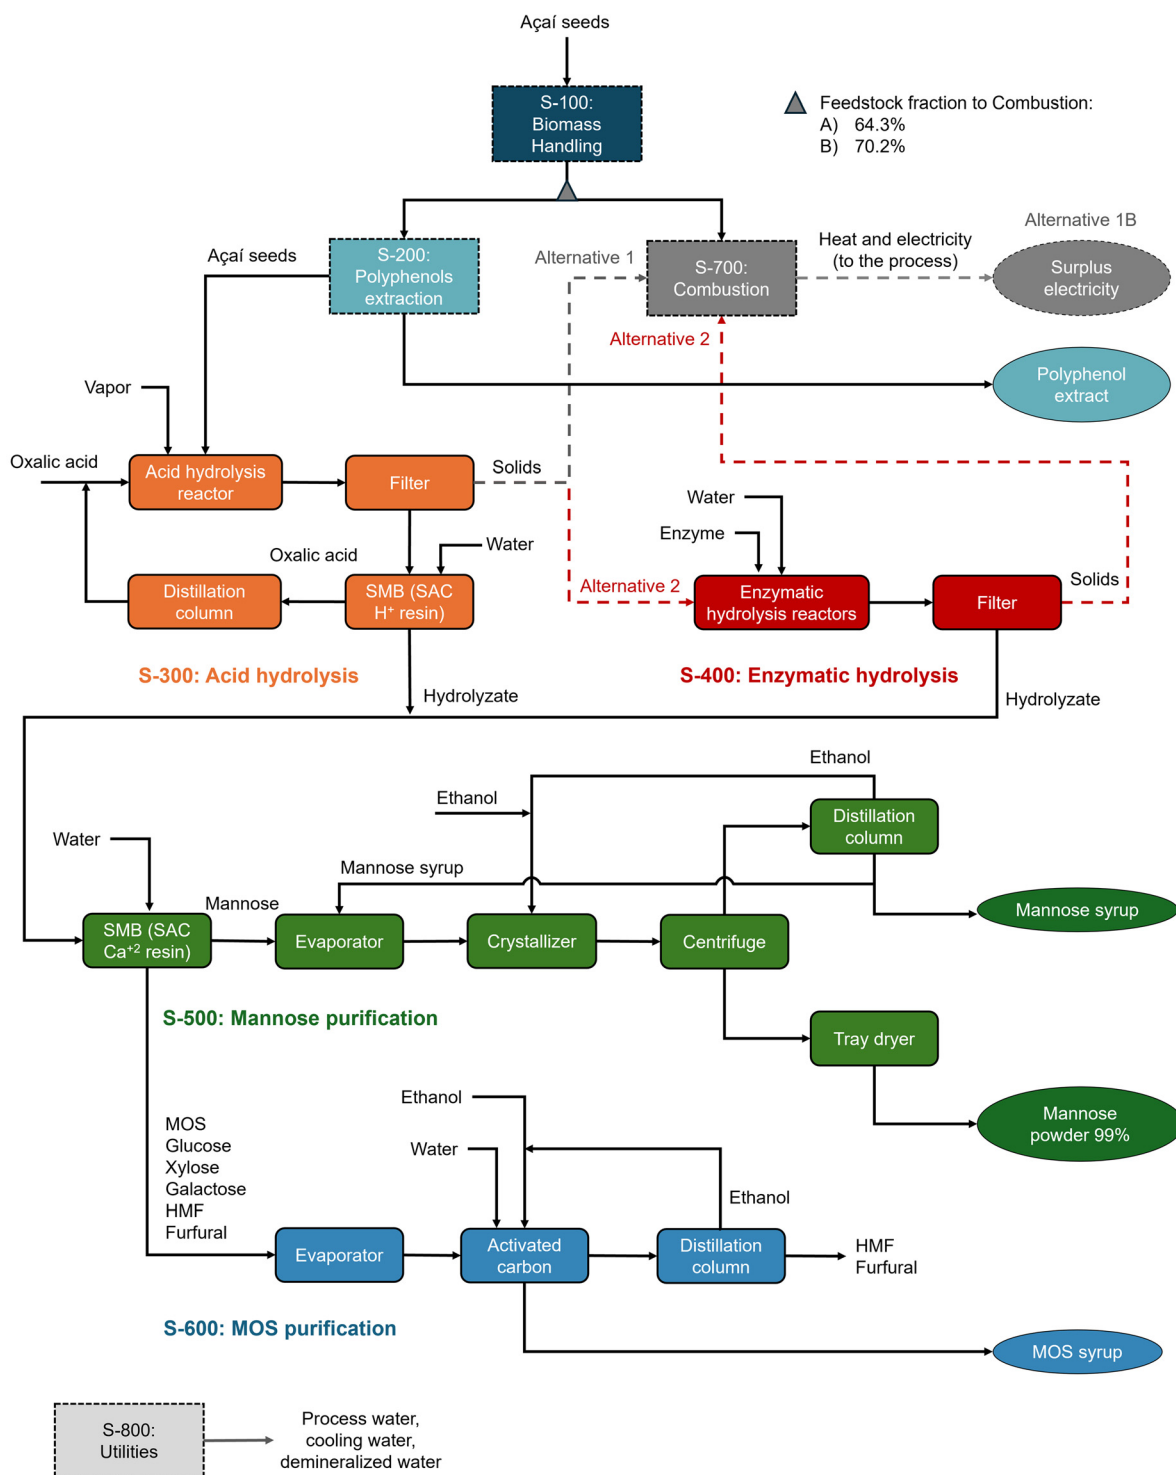 Açaí seeds
S-100:
Biomass
Handling
Feedstock fraction to Combustion:
A) 64.3%
B) 70.2%
Açaí seeds
S-200:
Polyphenols
extraction
Alternative 1
S-700:
Combustion
Heat and electricity
(to the process)
Alternative 1B
Surplus
electricity
Alternative 2
Polyphenol
extract
Vapor
Oxalic acid
Acid hydrolysis
reactor
Filter
Solids
Water
Enzyme
Oxalic acid
Water
Distillation
column
SMB (SAC
H⁺ resin)
Alternative 2
Enzymatic
hydrolysis reactors
Filter
Solids
S-300: Acid hydrolysis
S-400: Enzymatic hydrolysis
Hydrolyzate
Hydrolyzate
Ethanol
Ethanol
Distillation
column
Water
Mannose syrup
Mannose
SMB (SAC
Ca⁺² resin)
Evaporator
Crystallizer
Centrifuge
Mannose syrup
S-500: Mannose purification
Tray dryer
Mannose
powder 99%
MOS
Glucose
Xylose
Galactose
HMF
Furfural
Ethanol
Water
Ethanol
Evaporator
Activated
carbon
Distillation
column
HMF
Furfural
S-600: MOS purification
MOS syrup
S-800:
Utilities
Process water,
cooling water,
demineralized water